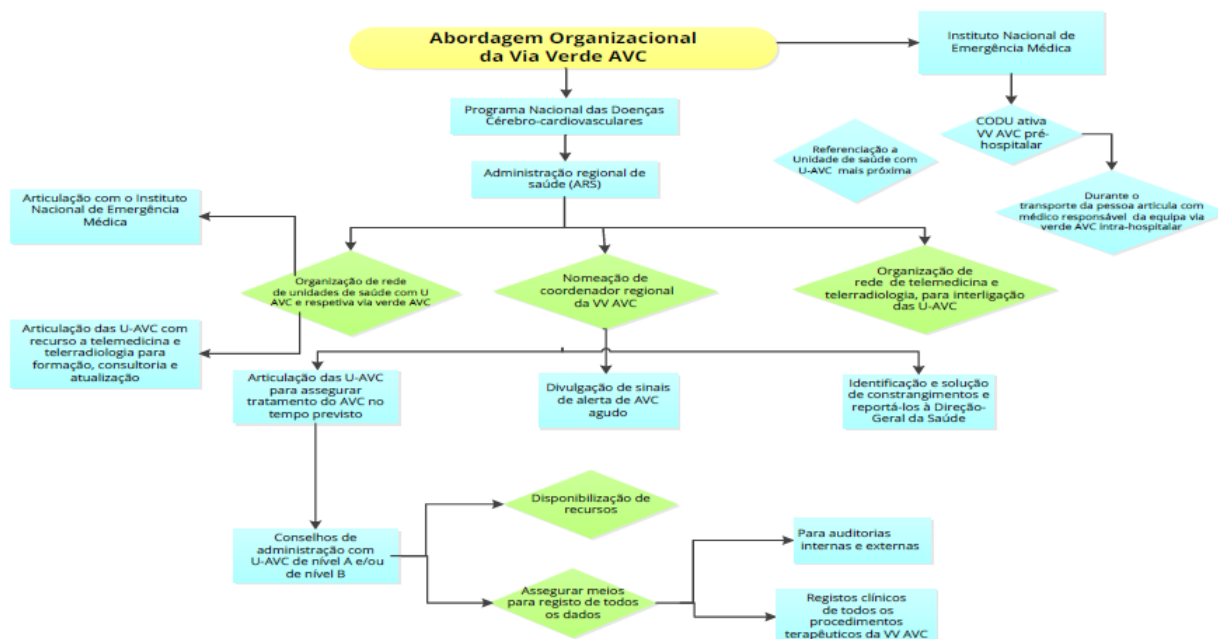 Abordagem Organizacional
da Via Verde AVC
Instituto Nacional de
Emergência Médica
Programa Nacional das Doenças
Cérebro-cardiovasculares
CODU ativa
VV AVC pré-
hospitalar
Referenciação a
Unidade de saúde com
U-AVC mais próxima
Administração regional de
saúde (ARS)
Durante o
transporte da pessoa articula com
médico responsável da equipa via
verde AVC intra-hospitalar
Articulação com o Instituto
Nacional de Emergência
Médica
Organização de rede
de unidades de saúde com U
AVC e respetiva via verde AVC
Nomeação de
coordenador regional
da VV AVC
Organização de
rede de telemedicina e
telerradiologia, para interligação
das U-AVC
Articulação das U-AVC com
recurso a telemedicina e
telerradiologia para
formação, consultoria e
atualização
Articulação das U-AVC
para assegurar
tratamento do AVC no
tempo previsto
Divulgação de sinais
de alerta de AVC
agudo
Identificação e solução
de constrangimentos e
reportá-los à Direção-
Geral da Saúde
Disponibilização de
recursos
Conselhos de
administração com
U-AVC de nível A e/ou
de nível B
Para auditorias
internas e externas
Assegurar meios
para registo de todos
os dados
Registos clínicos
de todos os
procedimentos
terapêuticos da VV AVC